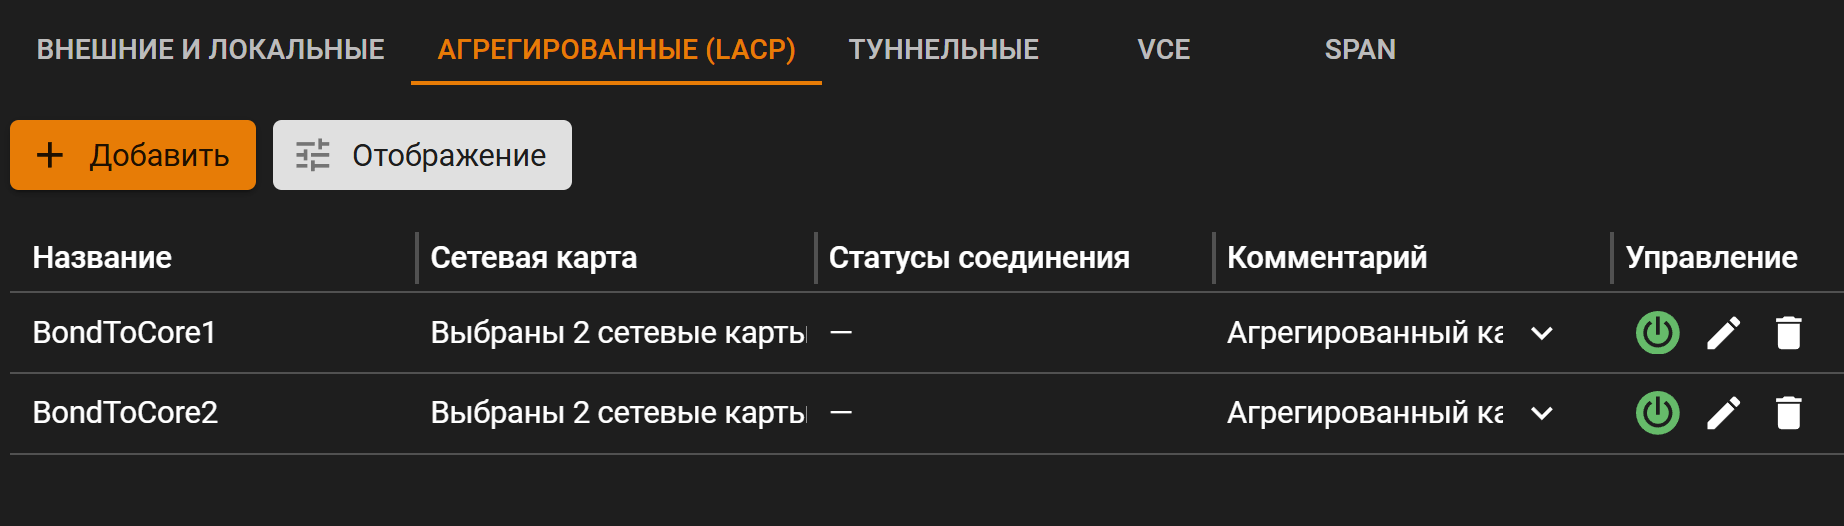 ВНЕШНИЕ И ЛОКАЛЬНЫЕ АГРЕГИРОВАННЫЕ (LACP) ТУННЕЛЬНЫЕ VCE SPAN
Добавить Отображение
Название Сетевая карта Статусы соединения Комментарий Управление
BondToCore1 Выбраны 2 сетевые карты — Агрегированный ка
BondToCore2 Выбраны 2 сетевые карты — Агрегированный ка